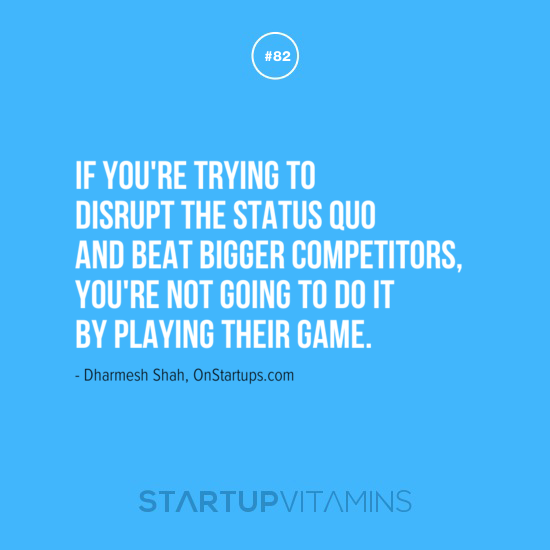 #82
IF YOU'RE TRYING TO
DISRUPT THE STATUS QUO
AND BEAT BIGGER COMPETITORS,
YOU'RE NOT GOING TO DO IT
BY PLAYING THEIR GAME.
- Dharmesh Shah, OnStartups.com
STARTUPVITAMINS